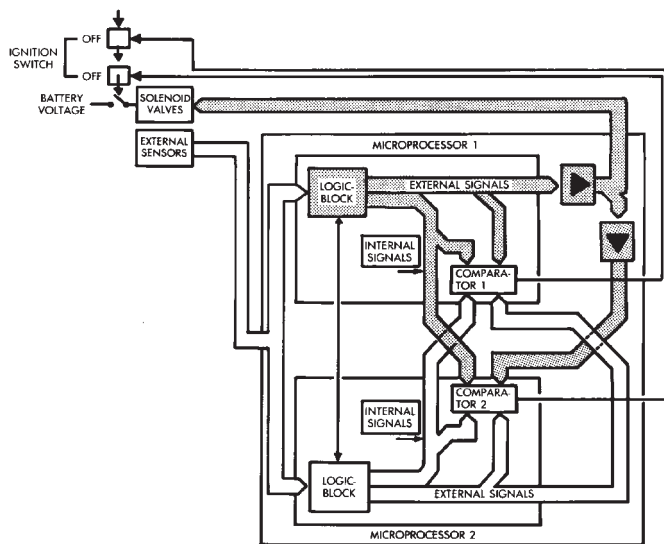 OFF
IGNITION
SWITCH
OFF
BATTERY
VOLTAGE
SOLENOID
VALVES
EXTERNAL
SENSORS
MICROPROCESSOR 1
LOGIC-
BLOCK
EXTERNAL SIGNALS
INTERNAL
SIGNALS
COMPARA-
TOR 1
COMPARA-
TOR 2
INTERNAL
SIGNALS
LOGIC-
BLOCK
EXTERNAL SIGNALS
MICROPROCESSOR 2